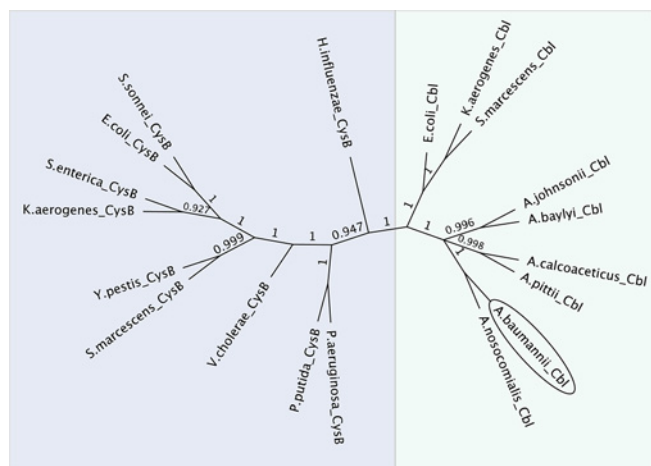 H.influenzae_CysB
S.sonnei_CysB
E.coli_CysB
S.enterica_CysB
K.aerogenes_CysB
Y.pestis_CysB
S.marcescens_CysB
V.cholerae_CysB
P.putida_CysB
P.aeruginosa_CysB
1
0.927
1
0.999
1
1
1
0.947
1
E.coli_Cbl
K.aerogenes_Cbl
S.marcescens_Cbl
A.johnsonii_Cbl
A.baylyi_Cbl
A.calcoaceticus_Cbl
A.pittii_Cbl
A.baumannii_Cbl
A.nosocomialis_Cbl
1
1
1
0.996
0.998
1